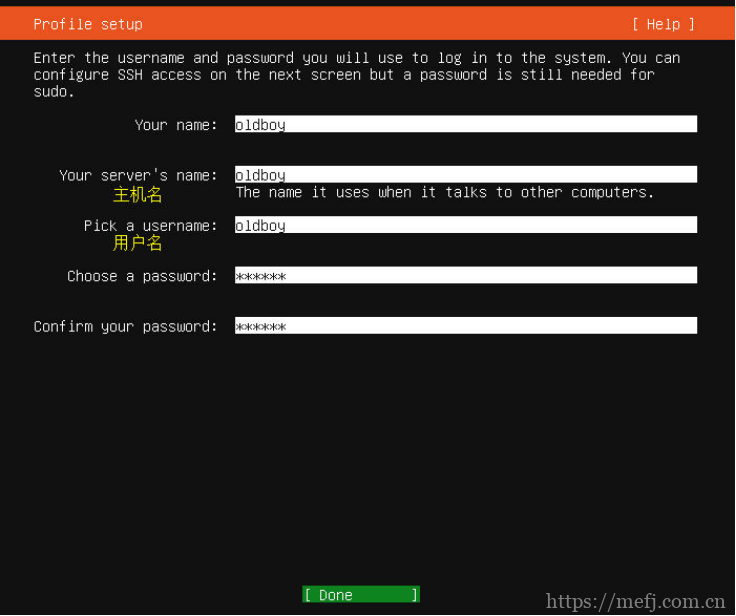 Profile setup [ Help ]
Enter the username and password you will use to log in to the system. You can
configure SSH access on the next screen but a password is still needed for
sudo.
Your name: oldboy
Your server's name: oldboy
主机名 The name it uses when it talks to other computers.
Pick a username: oldboy
用户名
Choose a password: ******
Confirm your password: ******
[ Done ]
https://mefj.com.cn